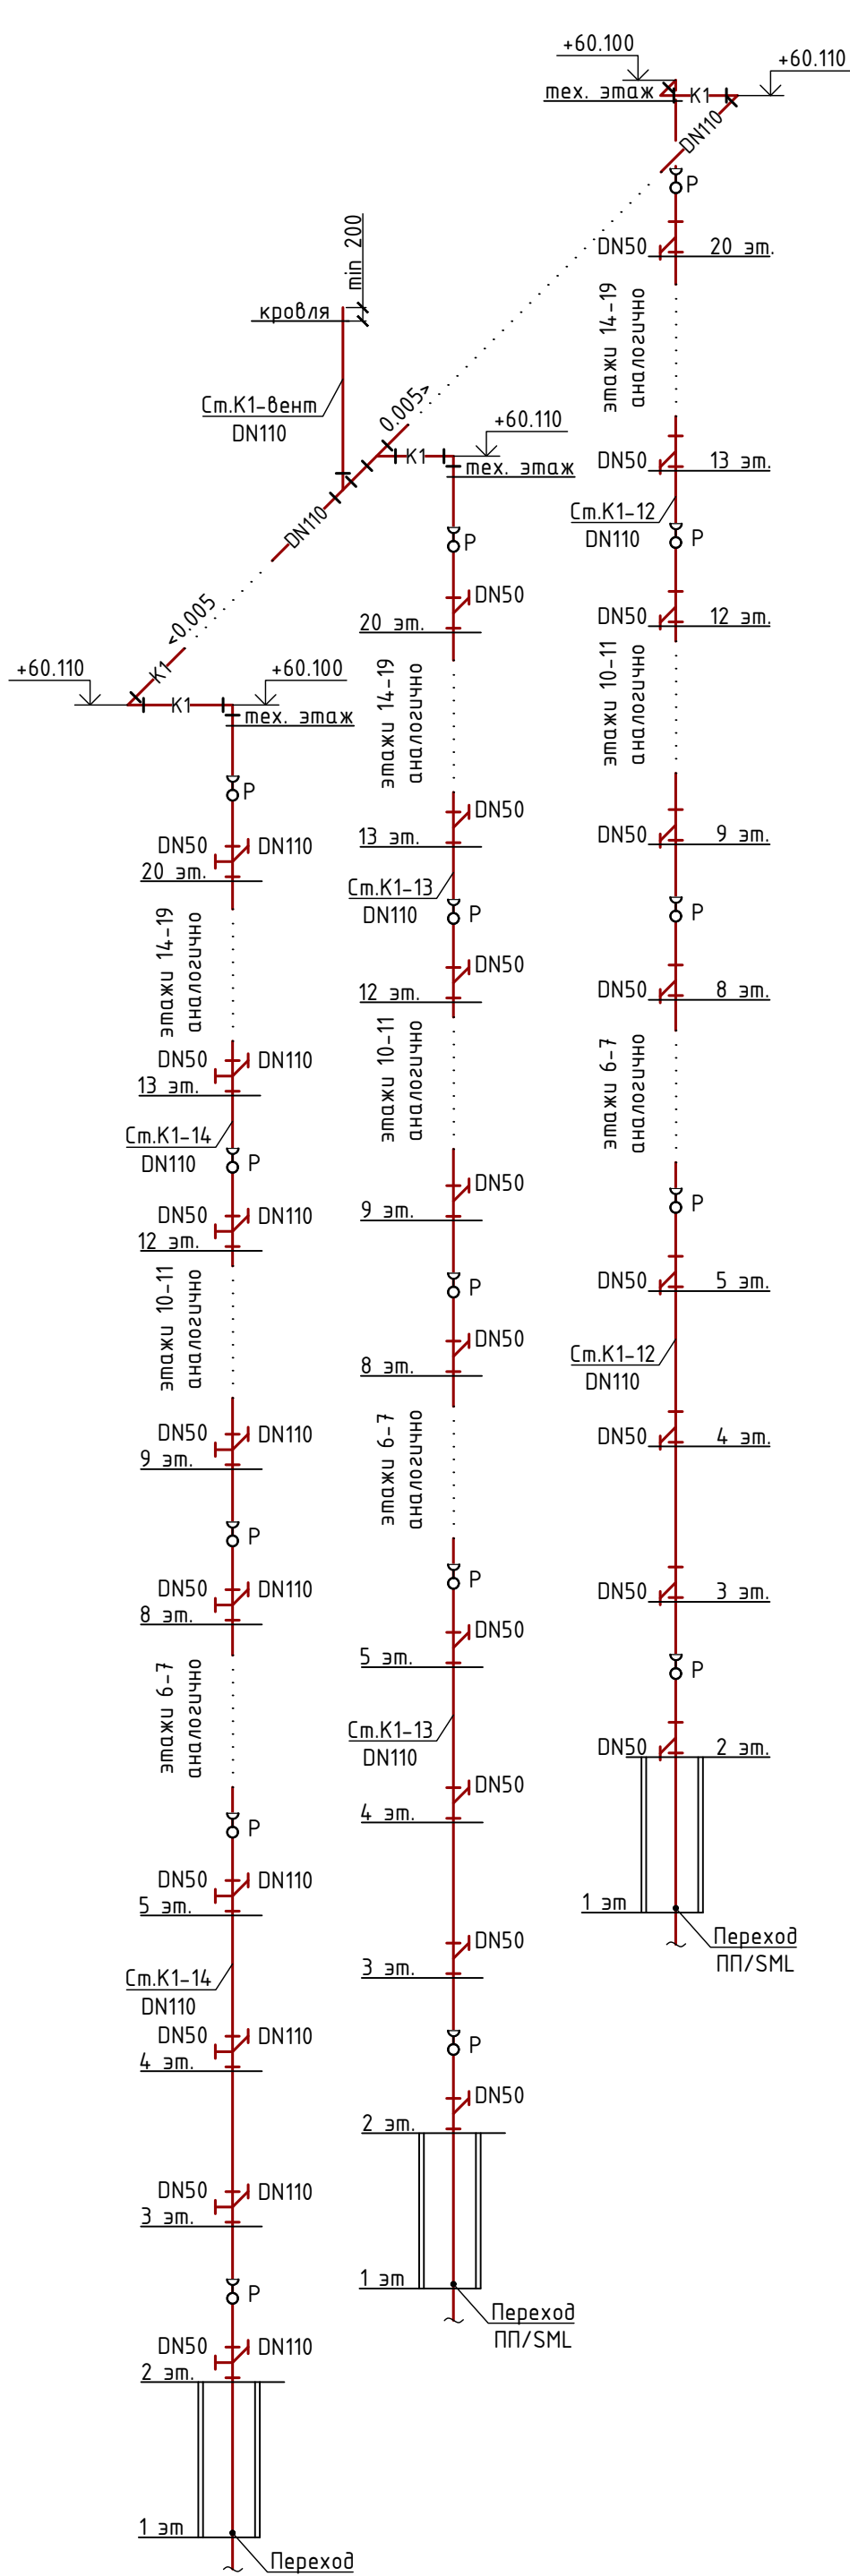 +60.100
+60.110
тех. этаж
К1
DN110
Р
DN50
20 эт.
этажи 14-19
аналогично
DN50
13 эт.
Ст.К1-12
DN110
Р
DN50
12 эт.
этажи 10-11
аналогично
DN50
9 эт.
Р
DN50
8 эт.
этажи 6-7
аналогично
Р
DN50
5 эт.
Ст.К1-12
DN110
DN50
4 эт.
DN50
3 эт.
Р
DN50
2 эт.
1 эт
Переход
ПП/SML
min 200
кровля
Ст.К1-вент
DN110
0.005>
К1
+60.110
тех. этаж
DN110
<0.005
Р
DN50
20 эт.
этажи 14-19
аналогично
DN50
13 эт.
Ст.К1-13
DN110
Р
DN50
12 эт.
этажи 10-11
аналогично
DN50
9 эт.
Р
DN50
8 эт.
этажи 6-7
аналогично
Р
DN50
5 эт.
Ст.К1-13
DN110
DN50
4 эт.
DN50
3 эт.
Р
DN50
2 эт.
1 эт
Переход
ПП/SML
К1
+60.110
+60.100
К1
тех. этаж
Р
DN50
DN110
20 эт.
этажи 14-19
аналогично
DN50
DN110
13 эт.
Ст.К1-14
DN110
Р
DN50
DN110
12 эт.
этажи 10-11
аналогично
DN50
DN110
9 эт.
Р
DN50
DN110
8 эт.
этажи 6-7
аналогично
Р
DN50
DN110
5 эт.
Ст.К1-14
DN110
DN50
DN110
4 эт.
DN50
DN110
3 эт.
Р
DN50
DN110
2 эт.
1 эт
Переход